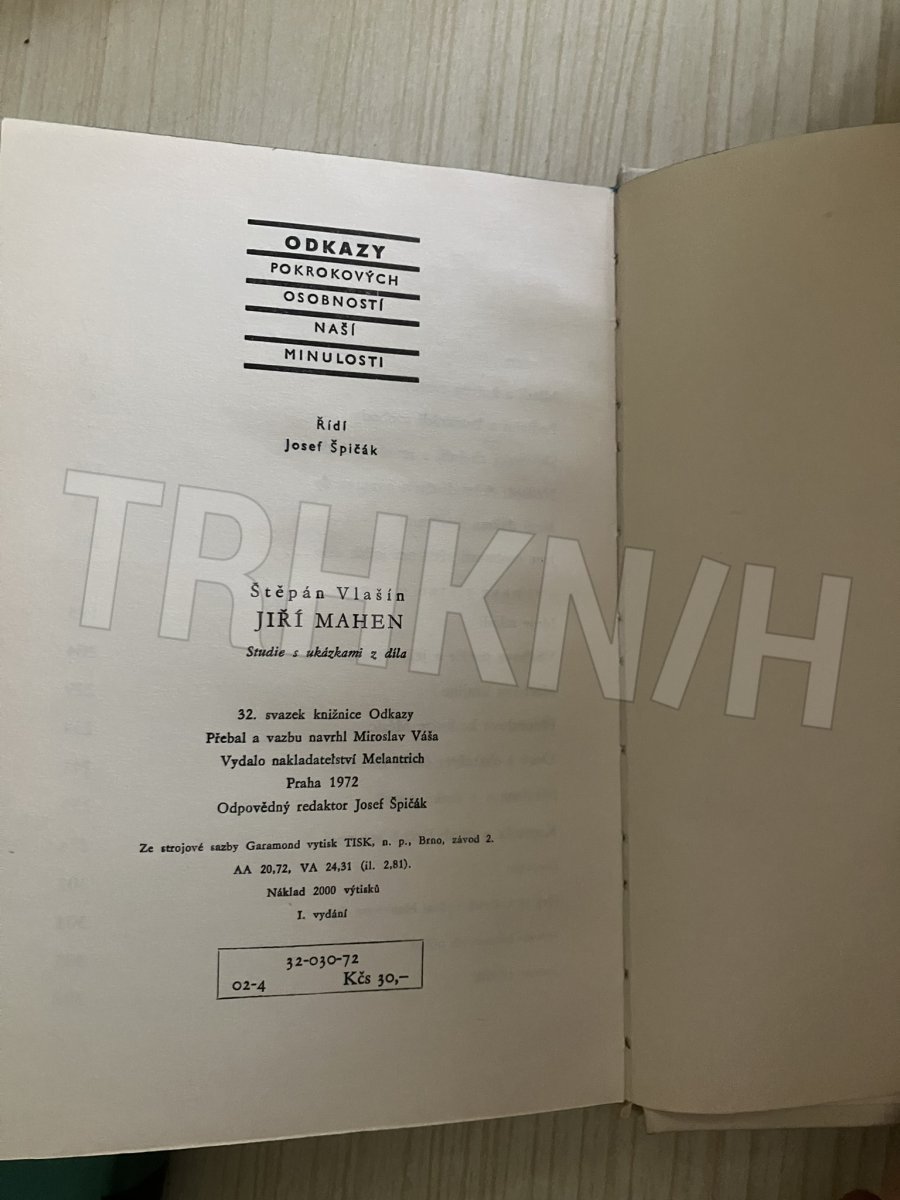 ODKAZY
POKROKOVÝCH
OSOBNOSTÍ
NAŠÍ
MINULOSTI
Řídí
Josef Špičák
TRHKN/H
Štěpán Vlašín
JIŘÍ MAHEN
Studie s ukázkami z díla
32. svazek knižnice Odkazy
Přebal a vazbu navrhl Miroslav Váša
Vydalo nakladatelství Melantrich
Praha 1972
Odpovědný redaktor Josef Špičák
Ze strojové sazby Garamond vytisk TISK, n. p., Brno, závod 2.
AA 20,72, VA 24,31 (il. 2,81).
Náklad 2000 výtisků
I. vydání
32-030-72
02-4 Kčs 30,–